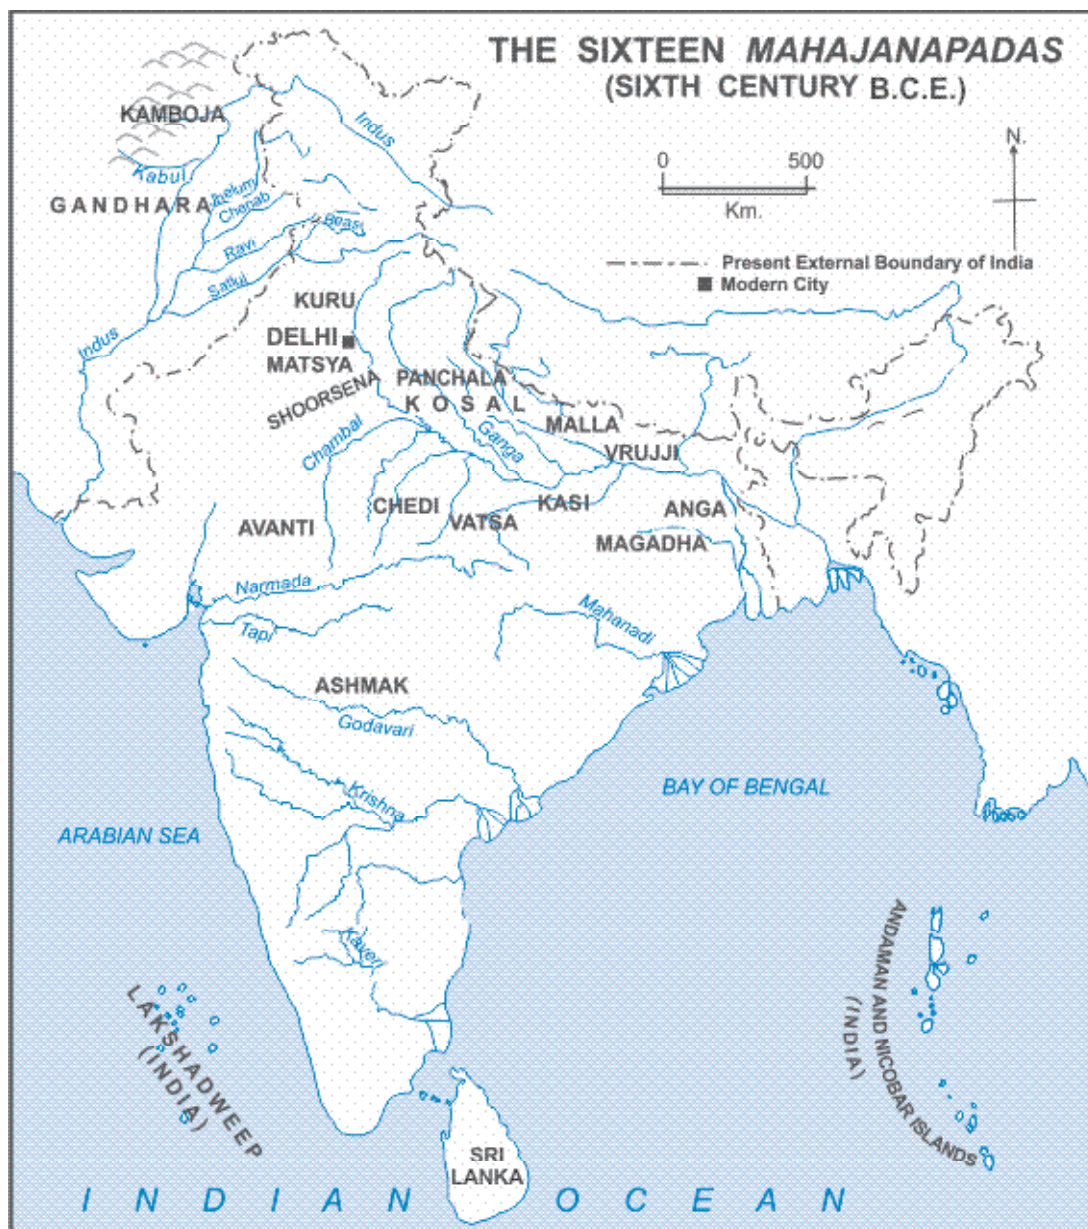 THE SIXTEEN MAHAJANAPADAS
(SIXTH CENTURY B.C.E.)
N.
0 500
Km.
Present External Boundary of India
Modern City
KAMBOJA
Indus
Kabul
GANDHARA
Jhelum
Chenab
Beas
Ravi
Satluj
Indus
KURU
DELHI
MATSYA
SHOORSENA
PANCHALA
KOSAL
MALLA
Ganga
VRUJJI
Chambal
CHEDI
KASI
VATSA
ANGA
AVANTI
MAGADHA
Narmada
Tapi
Mahanadi
ASHMAK
Godavari
Krishna
BAY OF BENGAL
ARABIAN SEA
Kaveri
LAKSHADWEEP
(INDIA)
ANDAMAN AND NICOBAR ISLANDS
(INDIA)
SRI
LANKA
INDIAN OCEAN